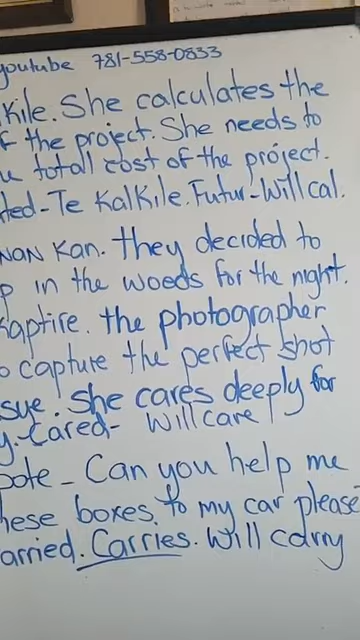 youtube 781-558-0833
Kile. She calculates the
f the project. She needs to
totall cost of the project.
ted-Te KalKile. Futur-Will cal.
NAN Kan. they decided to
p in the woods for the night.
Kaptire. the photographer
o capture the perfect shot
sye. She cares deeply for
y. Cared- Will care
pote_ Can you help me
hese boxes to my car please
arried. Carries. Will carry